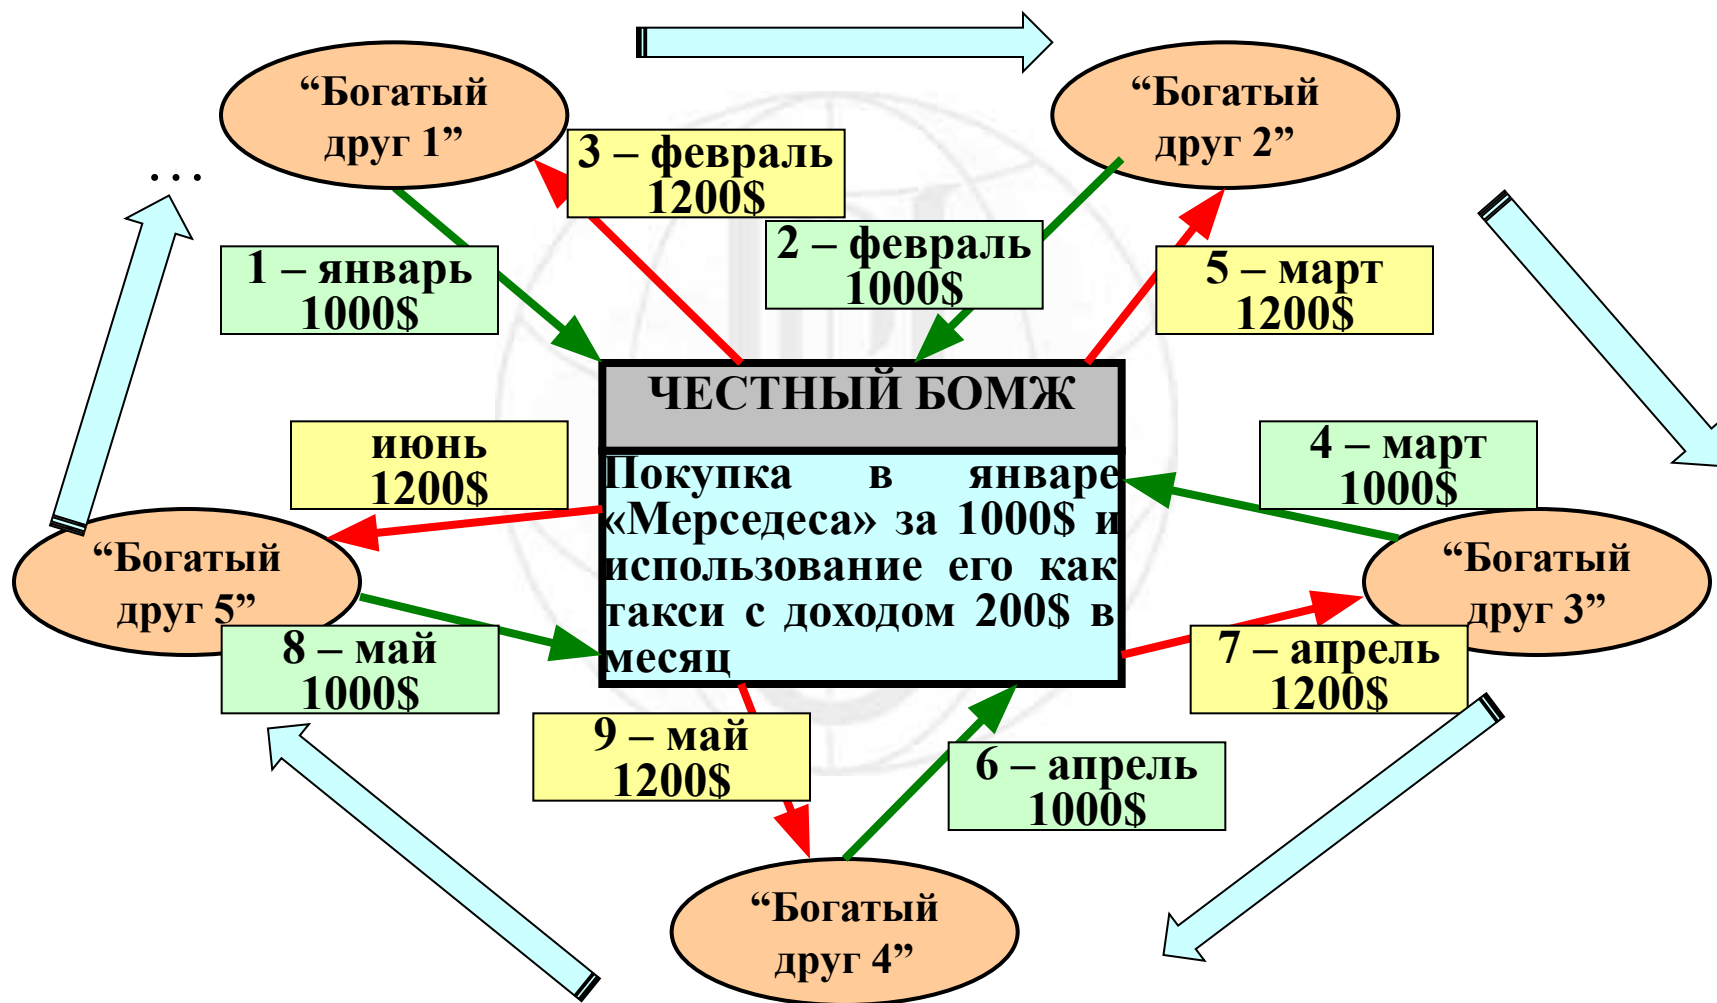 “Богатый
друг 1”
“Богатый
друг 2”
3 – февраль
1200$
…
2 – февраль
1000$
1 – январь
1000$
5 – март
1200$
ЧЕСТНЫЙ БОМЖ
Покупка в январе
«Мерседеса» за 1000$ и
использование его как
такси с доходом 200$ в
месяц
июнь
1200$
4 – март
1000$
“Богатый
друг 5”
“Богатый
друг 3”
8 – май
1000$
7 – апрель
1200$
9 – май
1200$
6 – апрель
1000$
“Богатый
друг 4”